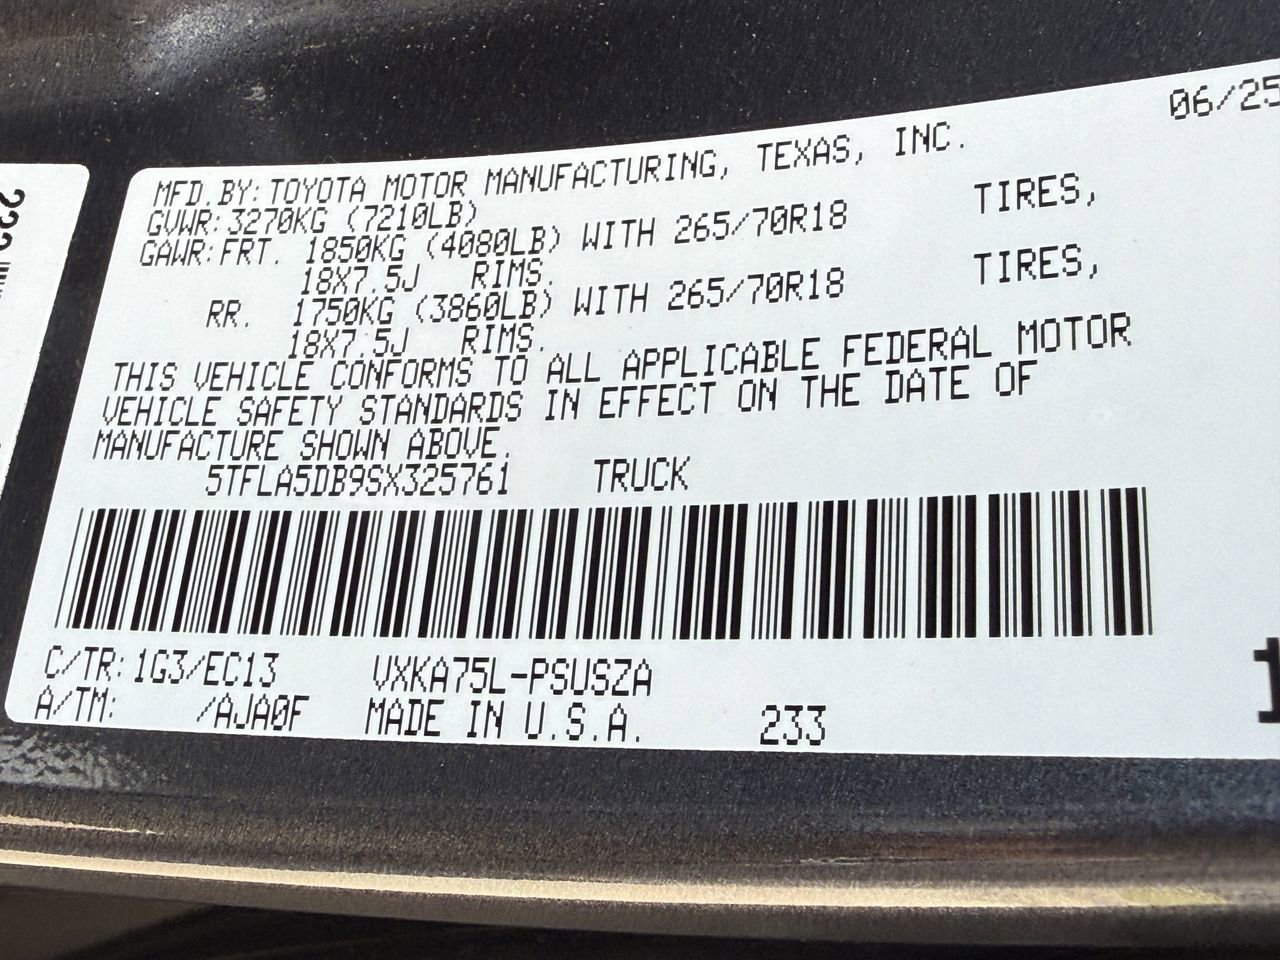 06/25
MFD.BY:TOYOTA MOTOR MANUFACTURING, TEXAS, INC.
GVWR:3270KG (7210LB)
GAWR:FRT. 1850KG (4080LB) WITH 265/70R18 TIRES,
18X7.5J RIMS.
RR. 1750KG (3860LB) WITH 265/70R18 TIRES,
18X7.5J RIMS.
THIS VEHICLE CONFORMS TO ALL APPLICABLE FEDERAL MOTOR
VEHICLE SAFETY STANDARDS IN EFFECT ON THE DATE OF
MANUFACTURE SHOWN ABOVE.
5TFLA5DB9SX325761 TRUCK
C/TR:1G3/EC13 VXKA75L-PSUSZA
A/TM: /AJA0F MADE IN U.S.A. 233